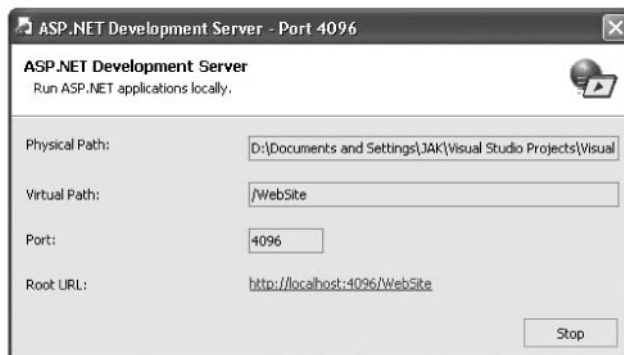 ASP.NET Development Server - Port 4096
ASP.NET Development Server
Run ASP.NET applications locally.
Physical Path: D:\Documents and Settings\JAK\Visual Studio Projects\Visual
Virtual Path: /WebSite
Port: 4096
Root URL: http://localhost:4096/WebSite
Stop